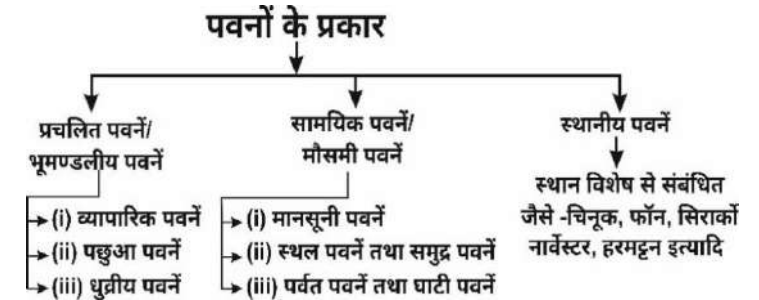 पवनों के प्रकार
प्रचलित पवनें/
भूमण्डलीय पवनें
(i) व्यापारिक पवनें
(ii) पछुआ पवनें
(iii) धुव्रीय पवनें
सामयिक पवनें/
मौसमी पवनें
(i) मानसूनी पवनें
(ii) स्थल पवनें तथा समुद्र पवनें
(iii) पर्वत पवनें तथा घाटी पवनें
स्थानीय पवनें
स्थान विशेष से संबंधित
जैसे -चिनूक, फॉन, सिराको
नार्वेस्टर, हरमट्टन इत्यादि